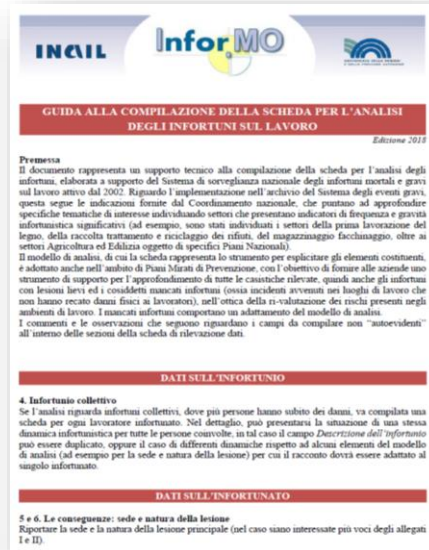 INAIL
Infor.MO
GUIDA ALLA COMPILAZIONE DELLA SCHEDA PER L'ANALISI
DEGLI INFORTUNI SUL LAVORO
Edizione 2018
Premessa
Il documento rappresenta un supporto tecnico alla compilazione della scheda per l'analisi degli
infortuni, elaborata a supporto del Sistema di sorveglianza nazionale degli infortuni mortali e gravi
sul lavoro attivo dal 2002. Riguardo l'implementazione nell'archivio del Sistema degli eventi gravi,
questa segue le indicazioni fornite dal Coordinamento nazionale, che puntano ad approfondire
specifiche tematiche di interesse individuando settori che presentano indicatori di frequenza e gravità
infortunistica significativi (ad esempio, sono stati individuati i settori della prima lavorazione del
legno, della raccolta trattamento e riciclaggio dei rifiuti, del magazzinaggio facchinaggio, oltre ai
settori Agricoltura ed Edilizia oggetto di specifici Piani Nazionali).
Il modello di analisi, di cui la scheda rappresenta lo strumento per esplicitare gli elementi costituenti,
è adottato anche nell'ambito di Piani Mirati di Prevenzione, con l'obiettivo di fornire alle aziende uno
strumento di supporto per l'approfondimento di tutte le casistiche rilevate, quindi anche gli infortuni
con lesioni lievi ed i cosiddetti mancati infortuni (ossia incidenti avvenuti nei luoghi di lavoro che
non hanno recato danni fisici ai lavoratori), nell'ottica della ri-valutazione dei rischi presenti negli
ambienti di lavoro. I mancati infortuni comportano un adattamento del modello di analisi.
I commenti e le osservazioni che seguono riguardano i campi da compilare non "autoevidenti"
all'interno delle sezioni della scheda di rilevazione dati.
DATI SULL'INFORTUNIO
4. Infortunio collettivo
Se l'analisi riguarda infortuni collettivi, dove più persone hanno subito dei danni, va compilata una
scheda per ogni lavoratore infortunato. Nel dettaglio, può presentarsi la situazione di una stessa
dinamica infortunistica per tutte le persone coinvolte, in tal caso il campo Descrizione dell'infortunio
può essere duplicato, oppure il caso di differenti dinamiche rispetto ad alcuni elementi del modello
di analisi (ad esempio per la sede e natura della lesione) per cui il racconto dovrà essere adattato al
singolo infortunato.
DATI SULL'INFORTUNATO
5 e 6. Le conseguenze: sede e natura della lesione
Riportare la sede e la natura della lesione principale (nel caso siano interessate più voci degli allegati
I e II).